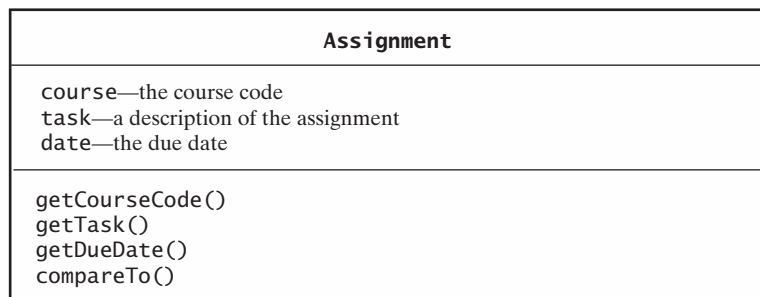 Assignment
course—the course code
task—a description of the assignment
date—the due date
getCourseCode()
getTask()
getDueDate()
compareTo()